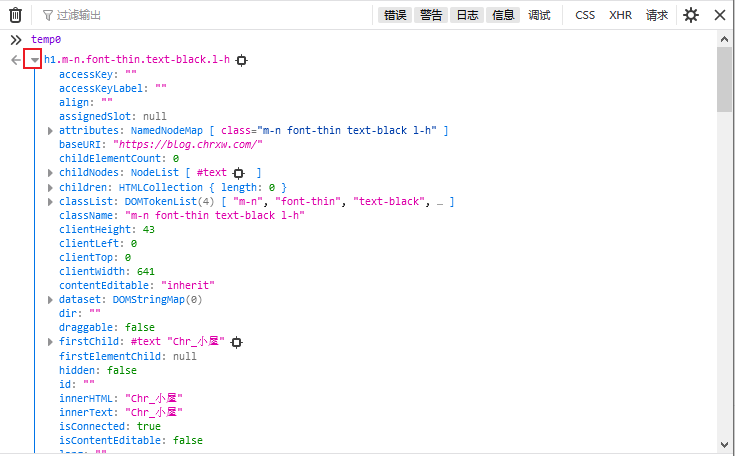 过滤输出 错误 警告 日志 信息 调试 CSS XHR 请求
temp0
h1.m-n.font-thin.text-black.l-h
accessKey: ""
accessKeyLabel: ""
align: ""
assignedSlot: null
attributes: NamedNodeMap [ class="m-n font-thin text-black l-h" ]
baseURI: "https://blog.chrxw.com/"
childElementCount: 0
childNodes: NodeList [ #text ]
children: HTMLCollection { length: 0 }
classList: DOMTokenList(4) [ "m-n", "font-thin", "text-black", … ]
className: "m-n font-thin text-black l-h"
clientHeight: 43
clientLeft: 0
clientTop: 0
clientWidth: 641
contentEditable: "inherit"
dataset: DOMStringMap(0)
dir: ""
draggable: false
firstChild: #text "Chr_小屋"
firstElementChild: null
hidden: false
id: ""
innerHTML: "Chr_小屋"
innerText: "Chr_小屋"
isConnected: true
isContentEditable: false